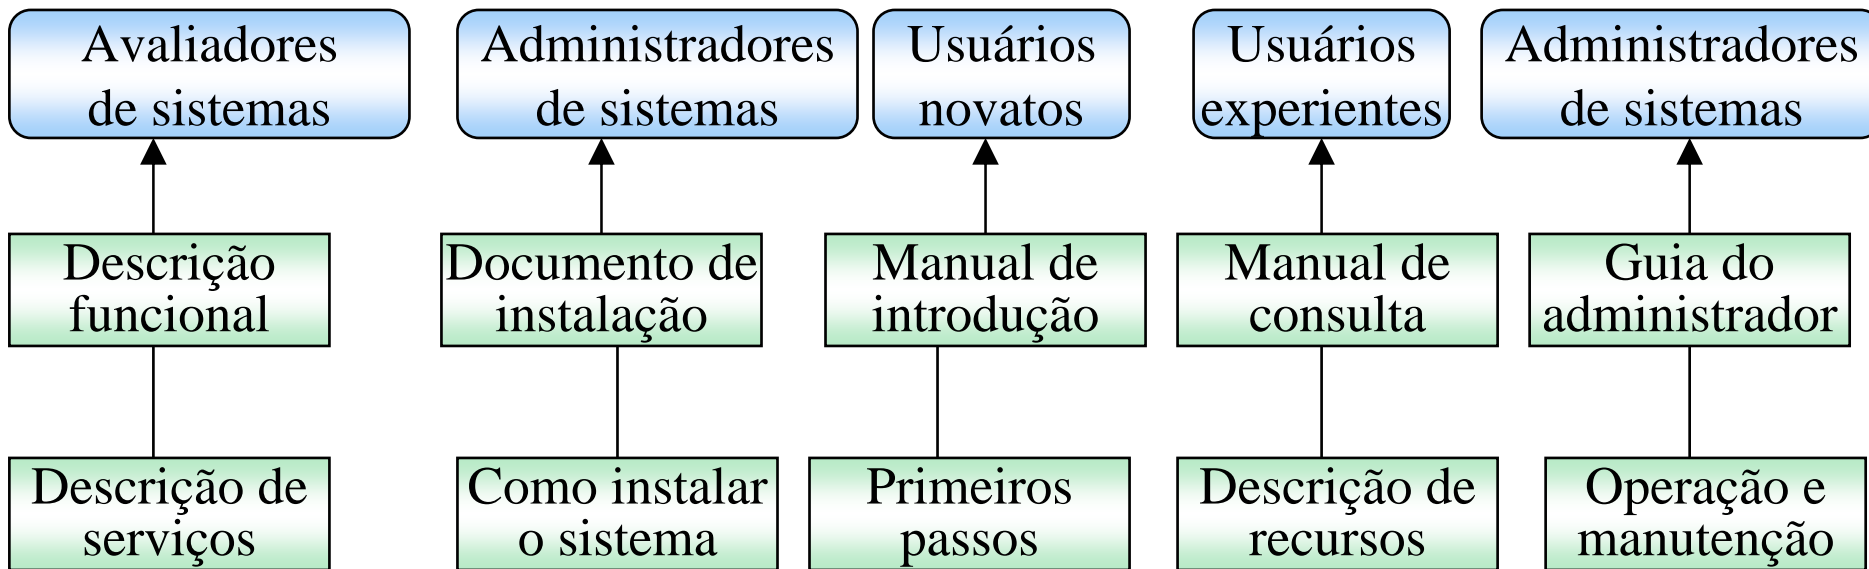 Avaliadores
de sistemas
Administradores
de sistemas
Usuários
novatos
Usuários
experientes
Administradores
de sistemas
Descrição
funcional
Documento de
instalação
Manual de
introdução
Manual de
consulta
Guia do
administrador
Descrição de
serviços
Como instalar
o sistema
Primeiros
passos
Descrição de
recursos
Operação e
manutenção